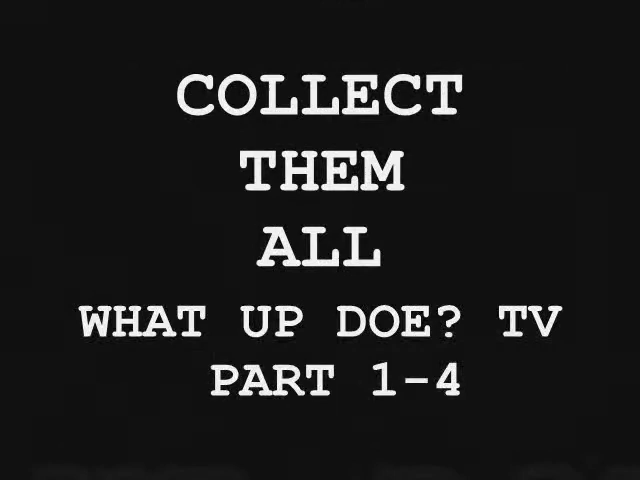 COLLECT
THEM
ALL
WHAT UP DOE? TV
PART 1-4